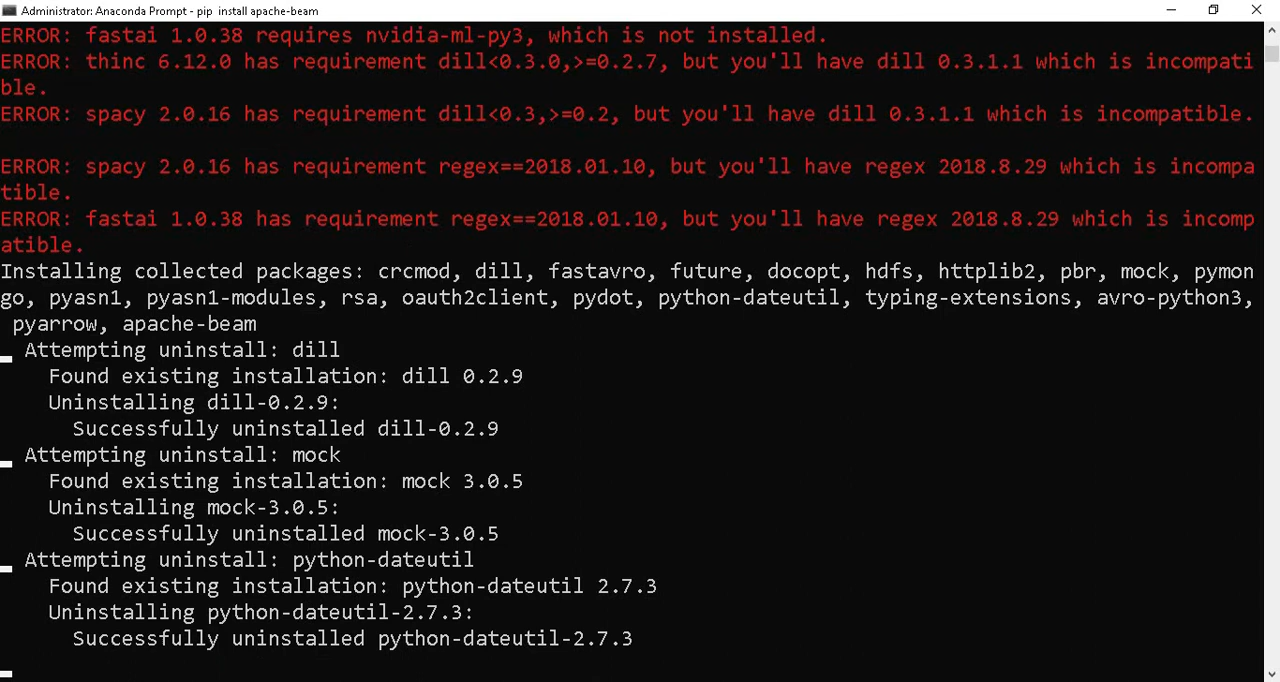 Administrator: Anaconda Prompt - pip  install apache-beam
ERROR: fastai 1.0.38 requires nvidia-ml-py3, which is not installed.
ERROR: thinc 6.12.0 has requirement dill<0.3.0,>=0.2.7, but you'll have dill 0.3.1.1 which is incompati
ble.
ERROR: spacy 2.0.16 has requirement dill<0.3,>=0.2, but you'll have dill 0.3.1.1 which is incompatible.
ERROR: spacy 2.0.16 has requirement regex==2018.01.10, but you'll have regex 2018.8.29 which is incompa
tible.
ERROR: fastai 1.0.38 has requirement regex==2018.01.10, but you'll have regex 2018.8.29 which is incomp
atible.
Installing collected packages: crcmod, dill, fastavro, future, docopt, hdfs, httplib2, pbr, mock, pymon
go, pyasn1, pyasn1-modules, rsa, oauth2client, pydot, python-dateutil, typing-extensions, avro-python3,
 pyarrow, apache-beam
  Attempting uninstall: dill
    Found existing installation: dill 0.2.9
    Uninstalling dill-0.2.9:
      Successfully uninstalled dill-0.2.9
  Attempting uninstall: mock
    Found existing installation: mock 3.0.5
    Uninstalling mock-3.0.5:
      Successfully uninstalled mock-3.0.5
  Attempting uninstall: python-dateutil
    Found existing installation: python-dateutil 2.7.3
    Uninstalling python-dateutil-2.7.3:
      Successfully uninstalled python-dateutil-2.7.3